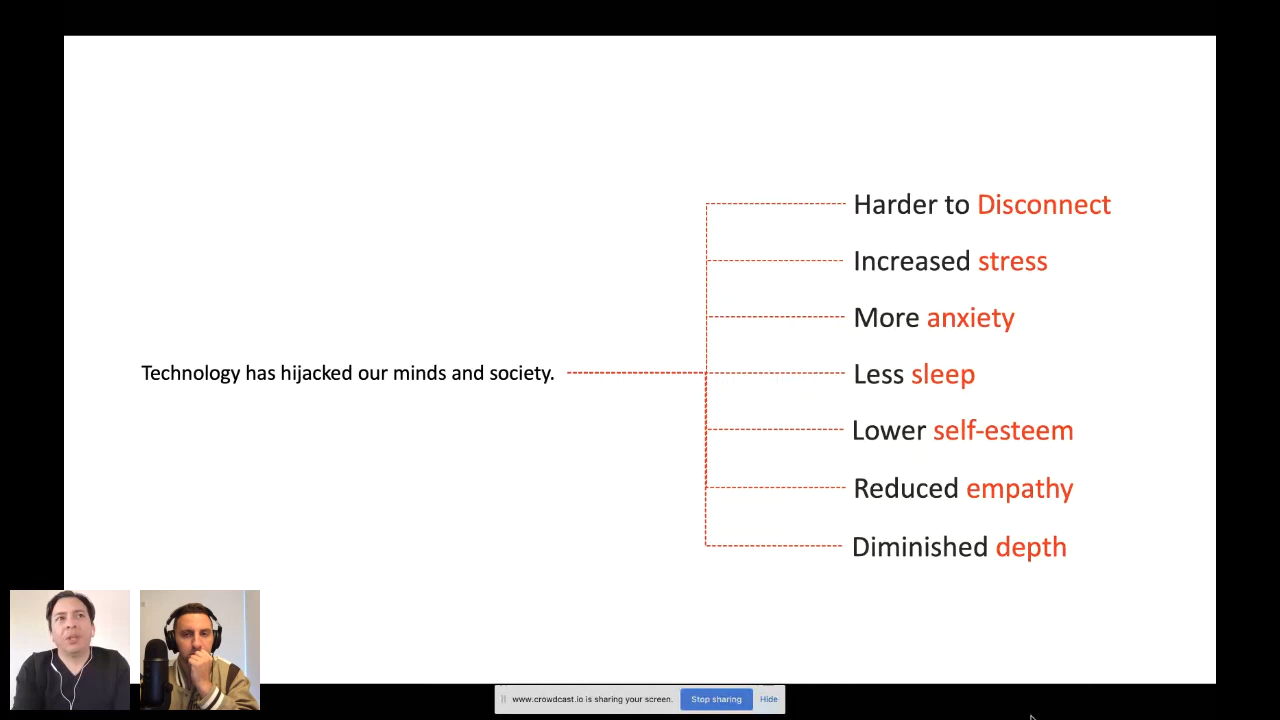 Harder to Disconnect
Increased stress
More anxiety
Technology has hijacked our minds and society.
Less sleep
Lower self-esteem
Reduced empathy
Diminished depth
www.crowdcast.io is sharing your screen.
Stop sharing
Hide